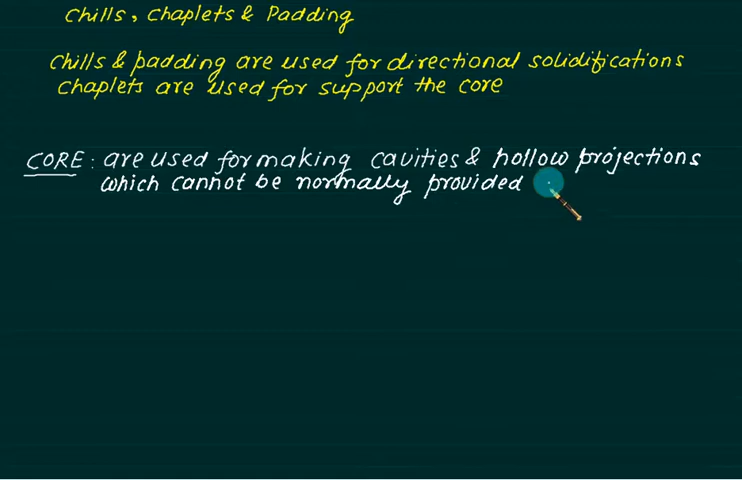 Chills, Chaplets & Padding
Chills & padding are used for directional solidifications
Chaplets are used for support the core
CORE: are used for making cavities & hollow projections
which cannot be normally provided